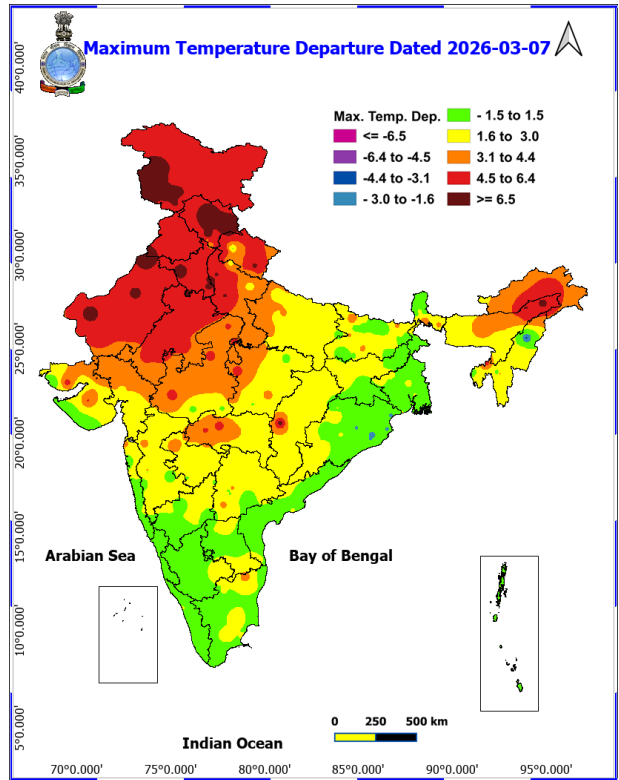 Maximum Temperature Departure Dated 2026-03-07
Max. Temp. Dep.
<= -6.5
-6.4 to -4.5
-4.4 to -3.1
- 3.0 to -1.6
- 1.5 to 1.5
1.6 to 3.0
3.1 to 4.4
4.5 to 6.4
>= 6.5
40°0.000'
35°0.000'
30°0.000'
25°0.000'
20°0.000'
15°0.000'
10°0.000'
5°0.000'
Arabian Sea
Bay of Bengal
Indian Ocean
0 250 500 km
70°0.000' 75°0.000' 80°0.000' 85°0.000' 90°0.000' 95°0.000'